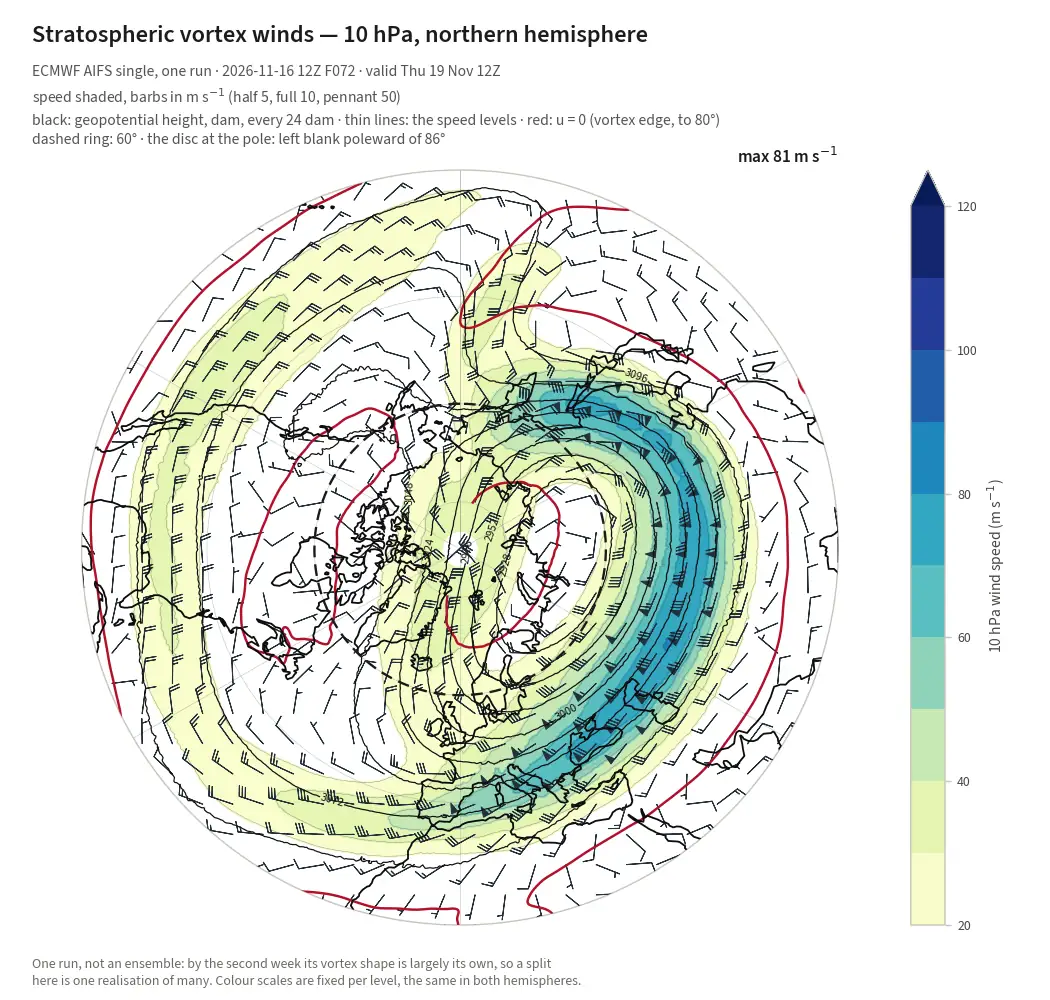 Stratospheric vortex winds — 10 hPa, northern hemisphere
ECMWF AIFS single, one run · 2026-11-16 12Z F072 · valid Thu 19 Nov 12Z
speed shaded, barbs in m s⁻¹ (half 5, full 10, pennant 50)
black: geopotential height, dam, every 24 dam · thin lines: the speed levels · red: u = 0 (vortex edge, to 80°)
dashed ring: 60° · the disc at the pole: left blank poleward of 86°
max 81 m s⁻¹
120
100
80
60
40
20
10 hPa wind speed (m s⁻¹)
3096
3000
One run, not an ensemble: by the second week its vortex shape is largely its own, so a split
here is one realisation of many. Colour scales are fixed per level, the same in both hemispheres.